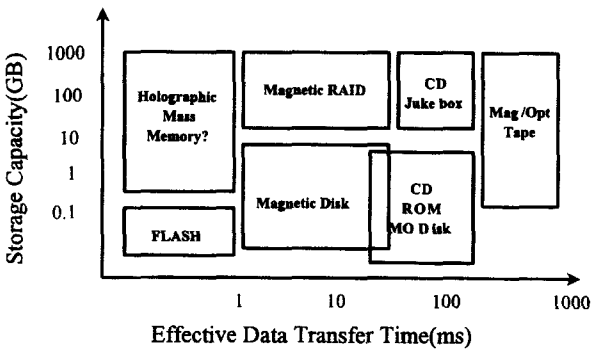 Storage Capacity(GB)
1000
100
10
1
0.1
Holographic
Mass
Memory?
FLASH
Magnetic RAID
Magnetic Disk
CD
Juke box
CD
ROM
MO Disk
Mag/Opt
Tape
1
10
100
1000
Effective Data Transfer Time(ms)